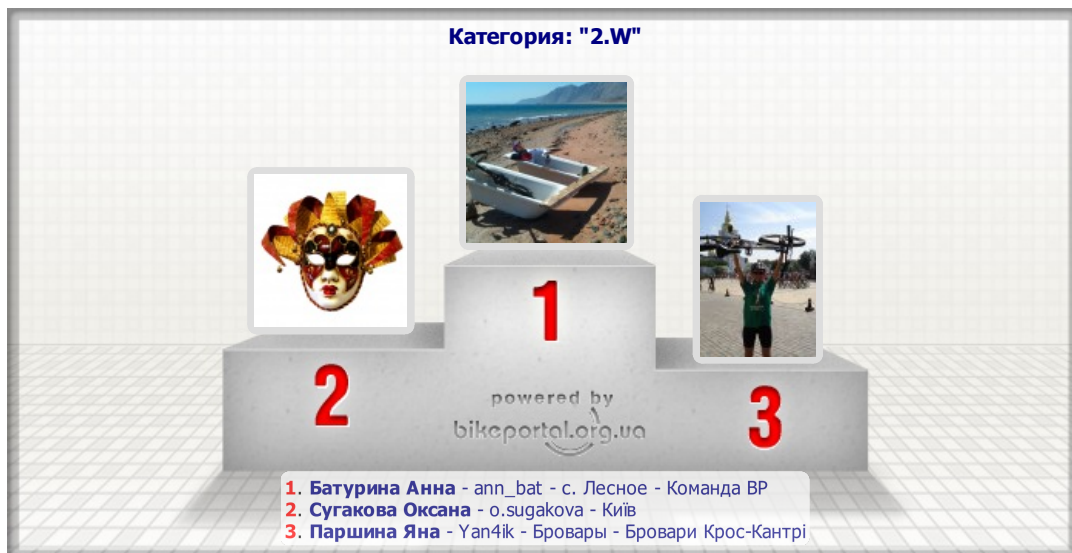 Категория: "2.W"
1
2
3
powered by
bikeportal.org.ua
1. Батурина Анна - ann_bat - с. Лесное - Команда ВР
2. Сугакова Оксана - o.sugakova - Київ
3. Паршина Яна - Yan4ik - Бровары - Бровари Крос-Кантрі